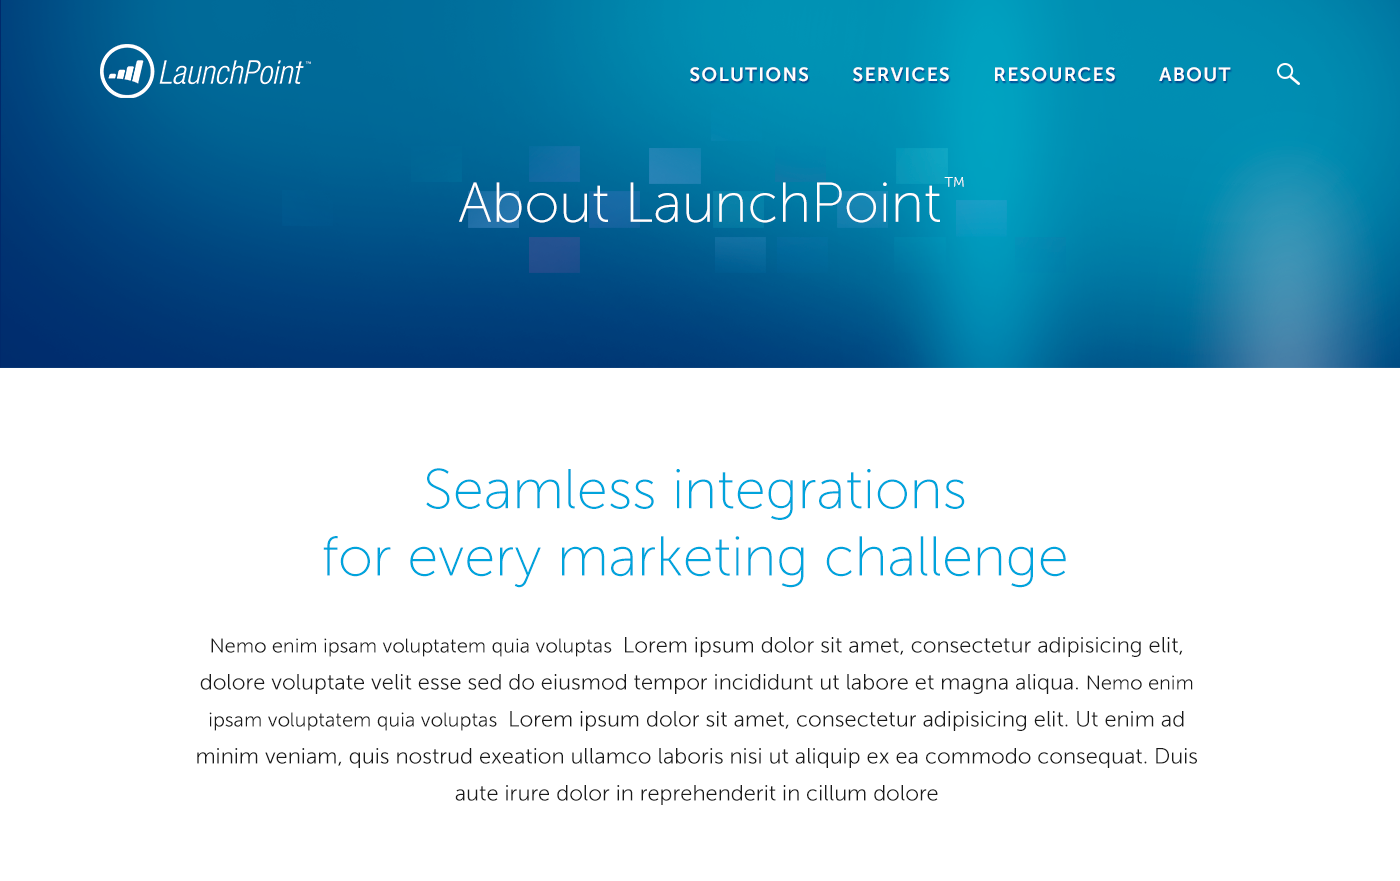 LaunchPoint™
SOLUTIONS SERVICES RESOURCES ABOUT
About LaunchPoint™
Seamless integrations
for every marketing challenge
Nemo enim ipsam voluptatem quia voluptas Lorem ipsum dolor sit amet, consectetur adipisicing elit,
dolore voluptate velit esse sed do eiusmod tempor incididunt ut labore et magna aliqua. Nemo enim
ipsam voluptatem quia voluptas Lorem ipsum dolor sit amet, consectetur adipisicing elit. Ut enim ad
minim veniam, quis nostrud exeation ullamco laboris nisi ut aliquip ex ea commodo consequat. Duis
aute irure dolor in reprehenderit in cillum dolore